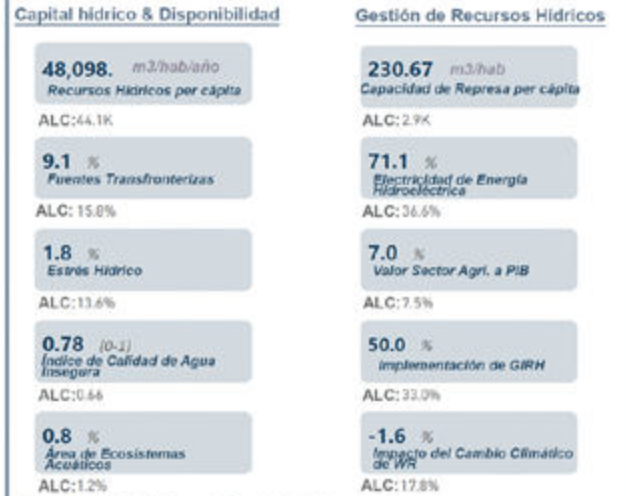 Capital hídrico & Disponibilidad
48,098. m3/hab/año
Recursos Hídricos per cápita
ALC:44.1K
9.1 %
Fuentes Transfronterizas
ALC: 15.8%
1.8 %
Estrés Hídrico
ALC:13.6%
0.78 (0-1)
Índice de Calidad de Agua
Insegura
ALC:0.66
0.8 %
Área de Ecosistemas
Acuáticos
ALC:1.2%
Gestión de Recursos Hídricos
230.67 m3/hab
Capacidad de Represa per cápita
ALC:2.9K
71.1 %
Electricidad de Energía
Hidroeléctrica
ALC:36.6%
7.0 %
Valor Sector Agri. a PIB
ALC:7.5%
50.0 %
Implementación de GIRH
ALC:33.0%
-1.6 %
Impacto del Cambio Climático
de WR
ALC:17.8%